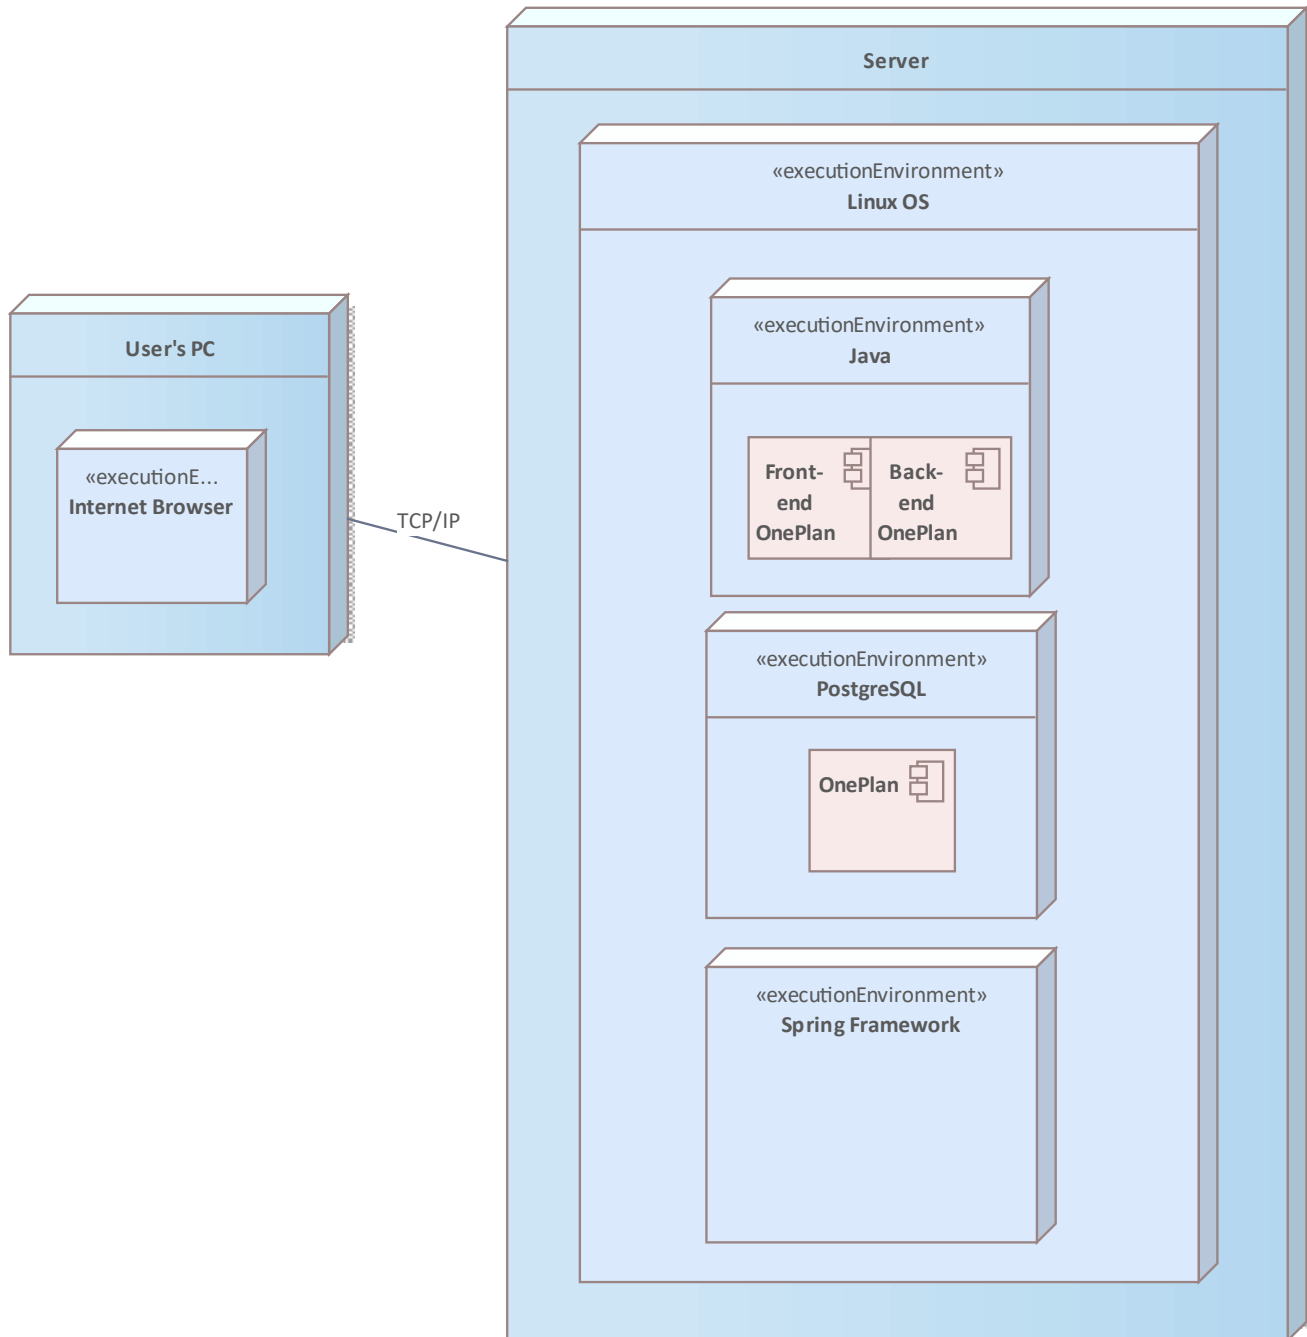 Server
«executionEnvironment»
Linux OS
«executionEnvironment»
Java
Front-
end
OnePlan
Back-
end
OnePlan
User's PC
«executionE...
Internet Browser
TCP/IP
«executionEnvironment»
PostgreSQL
OnePlan
«executionEnvironment»
Spring Framework